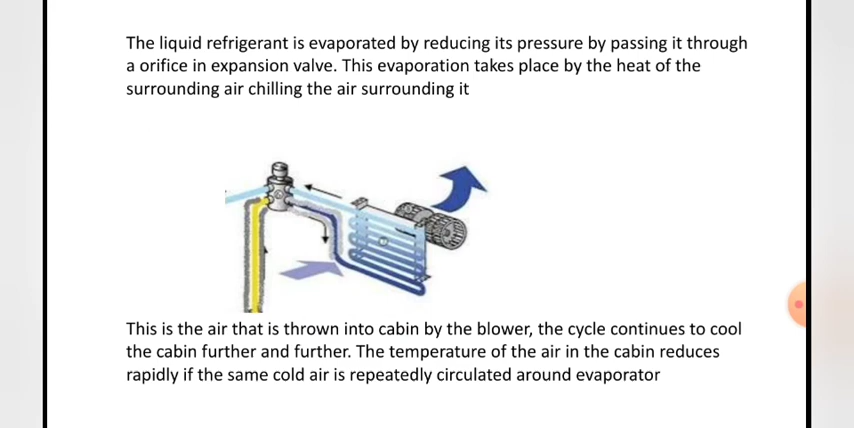 The liquid refrigerant is evaporated by reducing its pressure by passing it through
a orifice in expansion valve. This evaporation takes place by the heat of the
surrounding air chilling the air surrounding it
This is the air that is thrown into cabin by the blower, the cycle continues to cool
the cabin further and further. The temperature of the air in the cabin reduces
rapidly if the same cold air is repeatedly circulated around evaporator